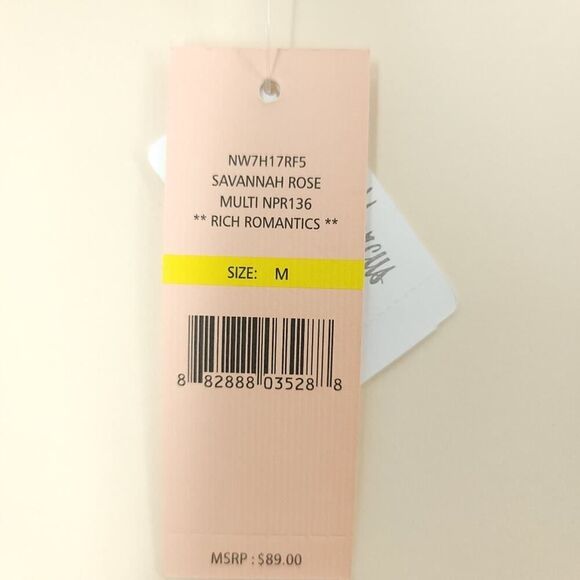 NW7H17RF5
SAVANNAH ROSE
MULTI NPR136
** RICH ROMANTICS **
SIZE: M
8 82888 03528 8
MSRP : $89.00